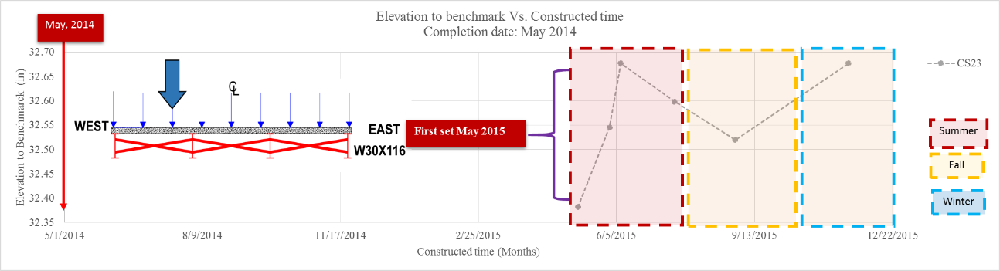 Elevation to benchmark Vs. Constructed time
Completion date: May 2014
May, 2014
Elevation to Benchmarck (in)
32.70
32.65
32.60
32.55
32.50
32.45
32.40
32.35
CL
WEST
EAST
W30X116
First set May 2015
5/1/2014
8/9/2014
11/17/2014
2/25/2015
6/5/2015
9/13/2015
12/22/2015
Constructed time (Months)
CS23
Summer
Fall
Winter